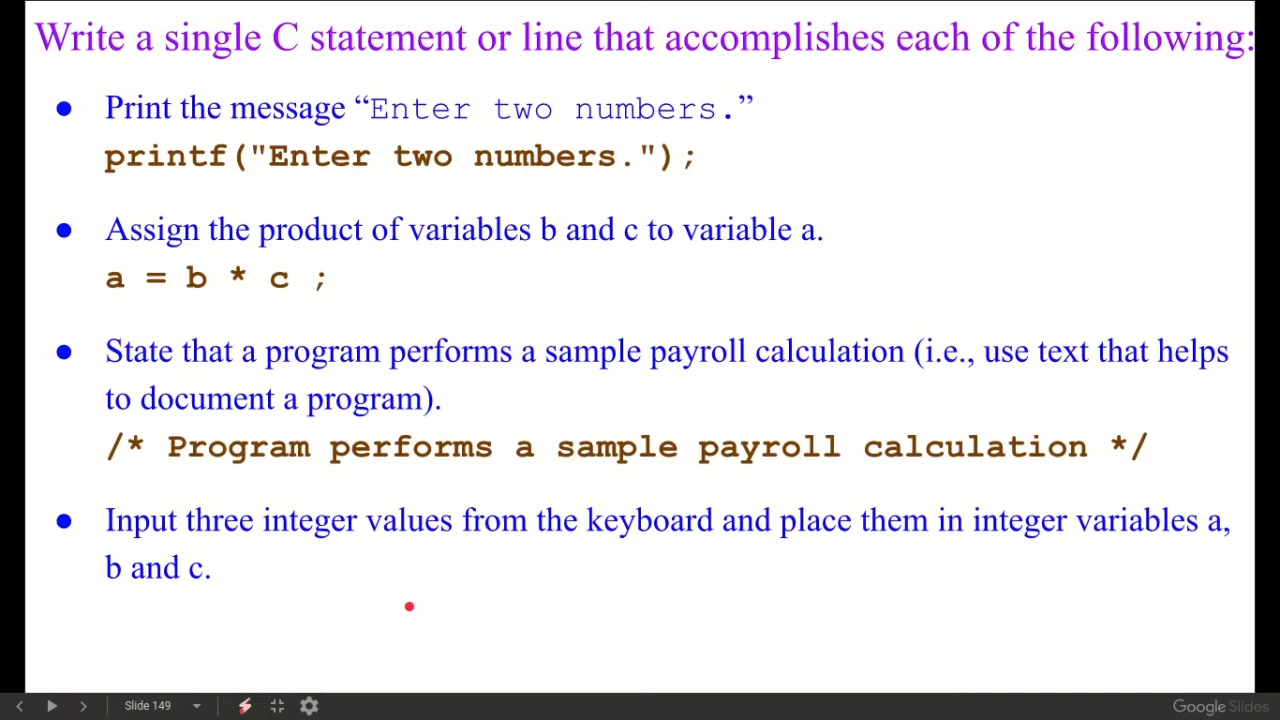 Write a single C statement or line that accomplishes each of the following:
● Print the message “Enter two numbers.”
printf("Enter two numbers.");
● Assign the product of variables b and c to variable a.
a = b * c ;
● State that a program performs a sample payroll calculation (i.e., use text that helps
to document a program).
/* Program performs a sample payroll calculation */
● Input three integer values from the keyboard and place them in integer variables a,
b and c.
Slide 149
Google Slides